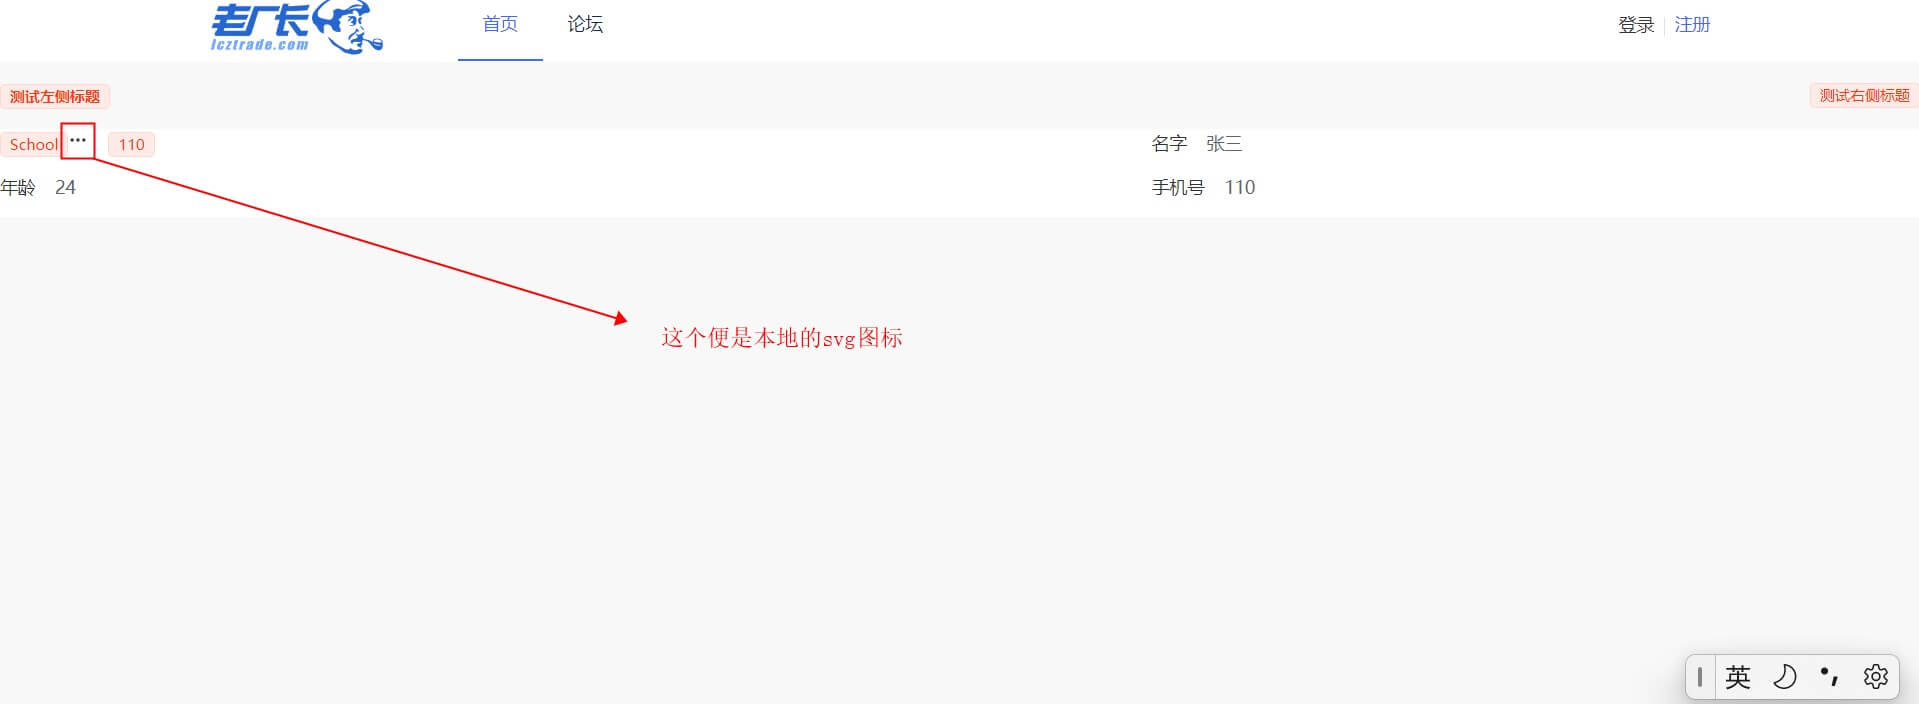 老厂长
lcztrade.com
首页 论坛
登录 注册
测试左侧标题
测试右侧标题
School ··· 110
名字 张三
年龄 24
手机号 110
这个便是本地的svg图标
英